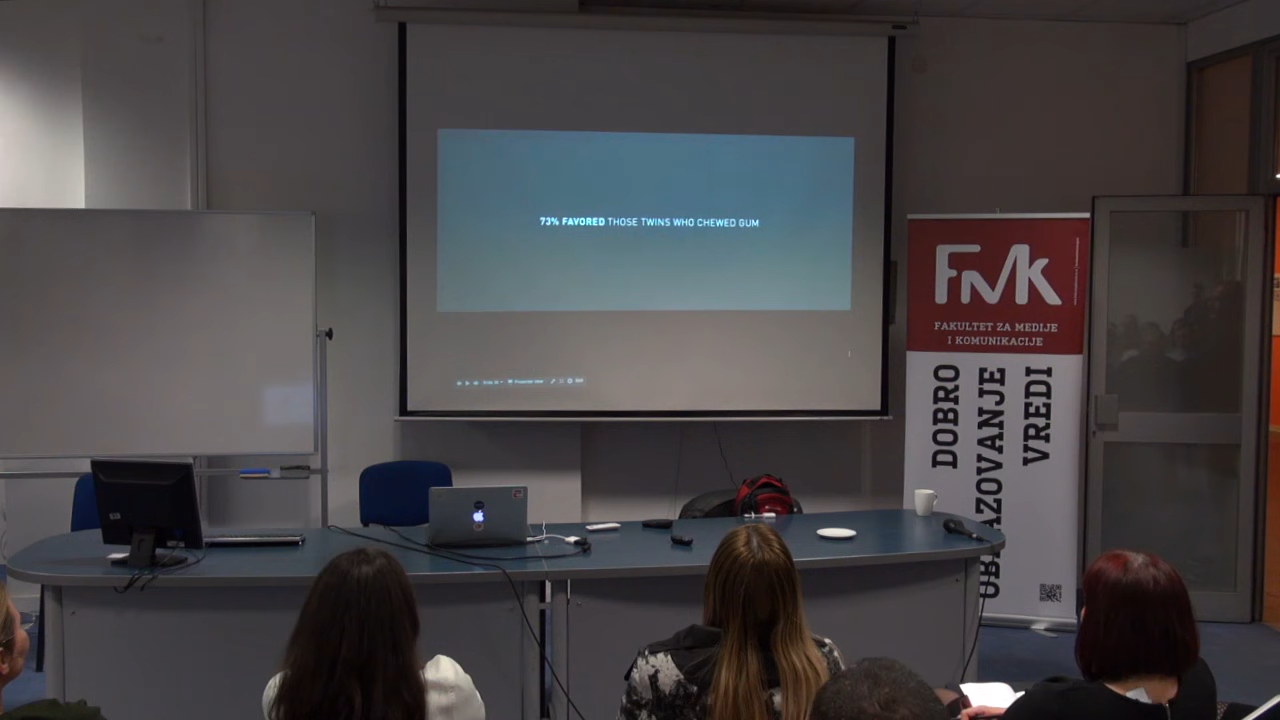 73% FAVORED THOSE TWINS WHO CHEWED GUM
FMK
FAKULTET ZA MEDIJE
I KOMUNIKACIJE
DOBRO
OBRAZOVANJE
VREDI